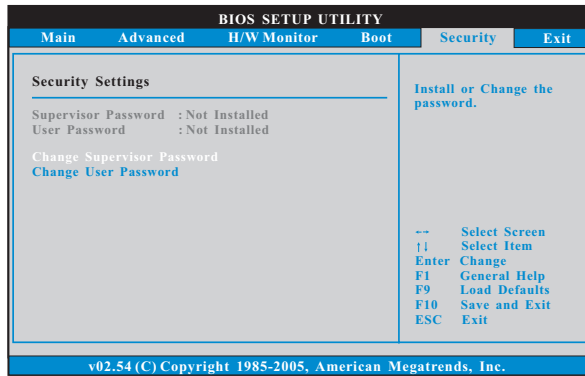 BIOS SETUP UTILITY
Main Advanced H/W Monitor Boot Security Exit
Security Settings
Supervisor Password : Not Installed
User Password : Not Installed
Change Supervisor Password
Change User Password
Install or Change the
password.
←→ Select Screen
↑↓ Select Item
Enter Change
F1 General Help
F9 Load Defaults
F10 Save and Exit
ESC Exit
v02.54 (C) Copyright 1985-2005, American Megatrends, Inc.